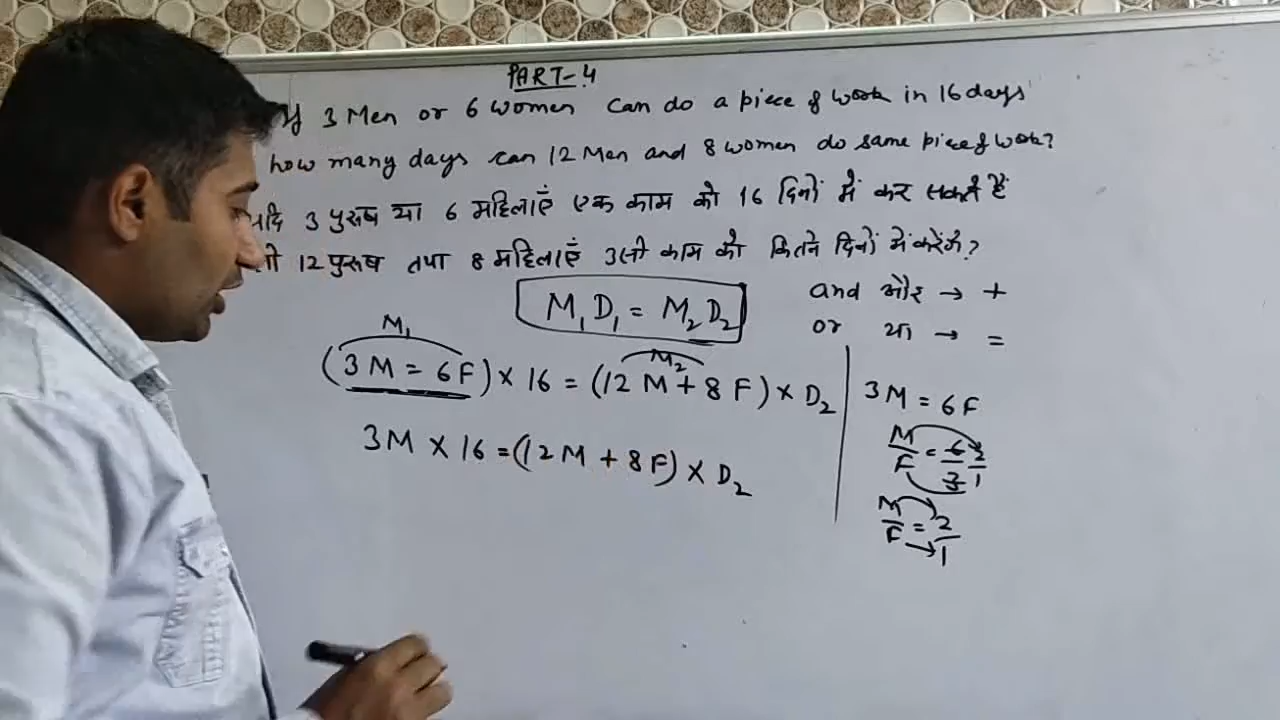 PART-4
If 3 Men or 6 women can do a piece of work in 16 days
how many days can 12 Men and 8 women do same piece of work?
यदि 3 पुरूष या 6 महिलाएं एक काम को 16 दिनों में कर सकते हैं
12 पुरूष तथा 8 महिलाएं उसी काम को कितने दिनों में करेंगे?
M₁D₁ = M₂D₂
and और → +
or या → =
M₁
M₂
(3M = 6F) × 16 = (12 M + 8 F) × D₂
3M × 16 = (12M + 8F) × D₂
3M = 6F
M/F = 6/3 2/1
M/F = 2/1